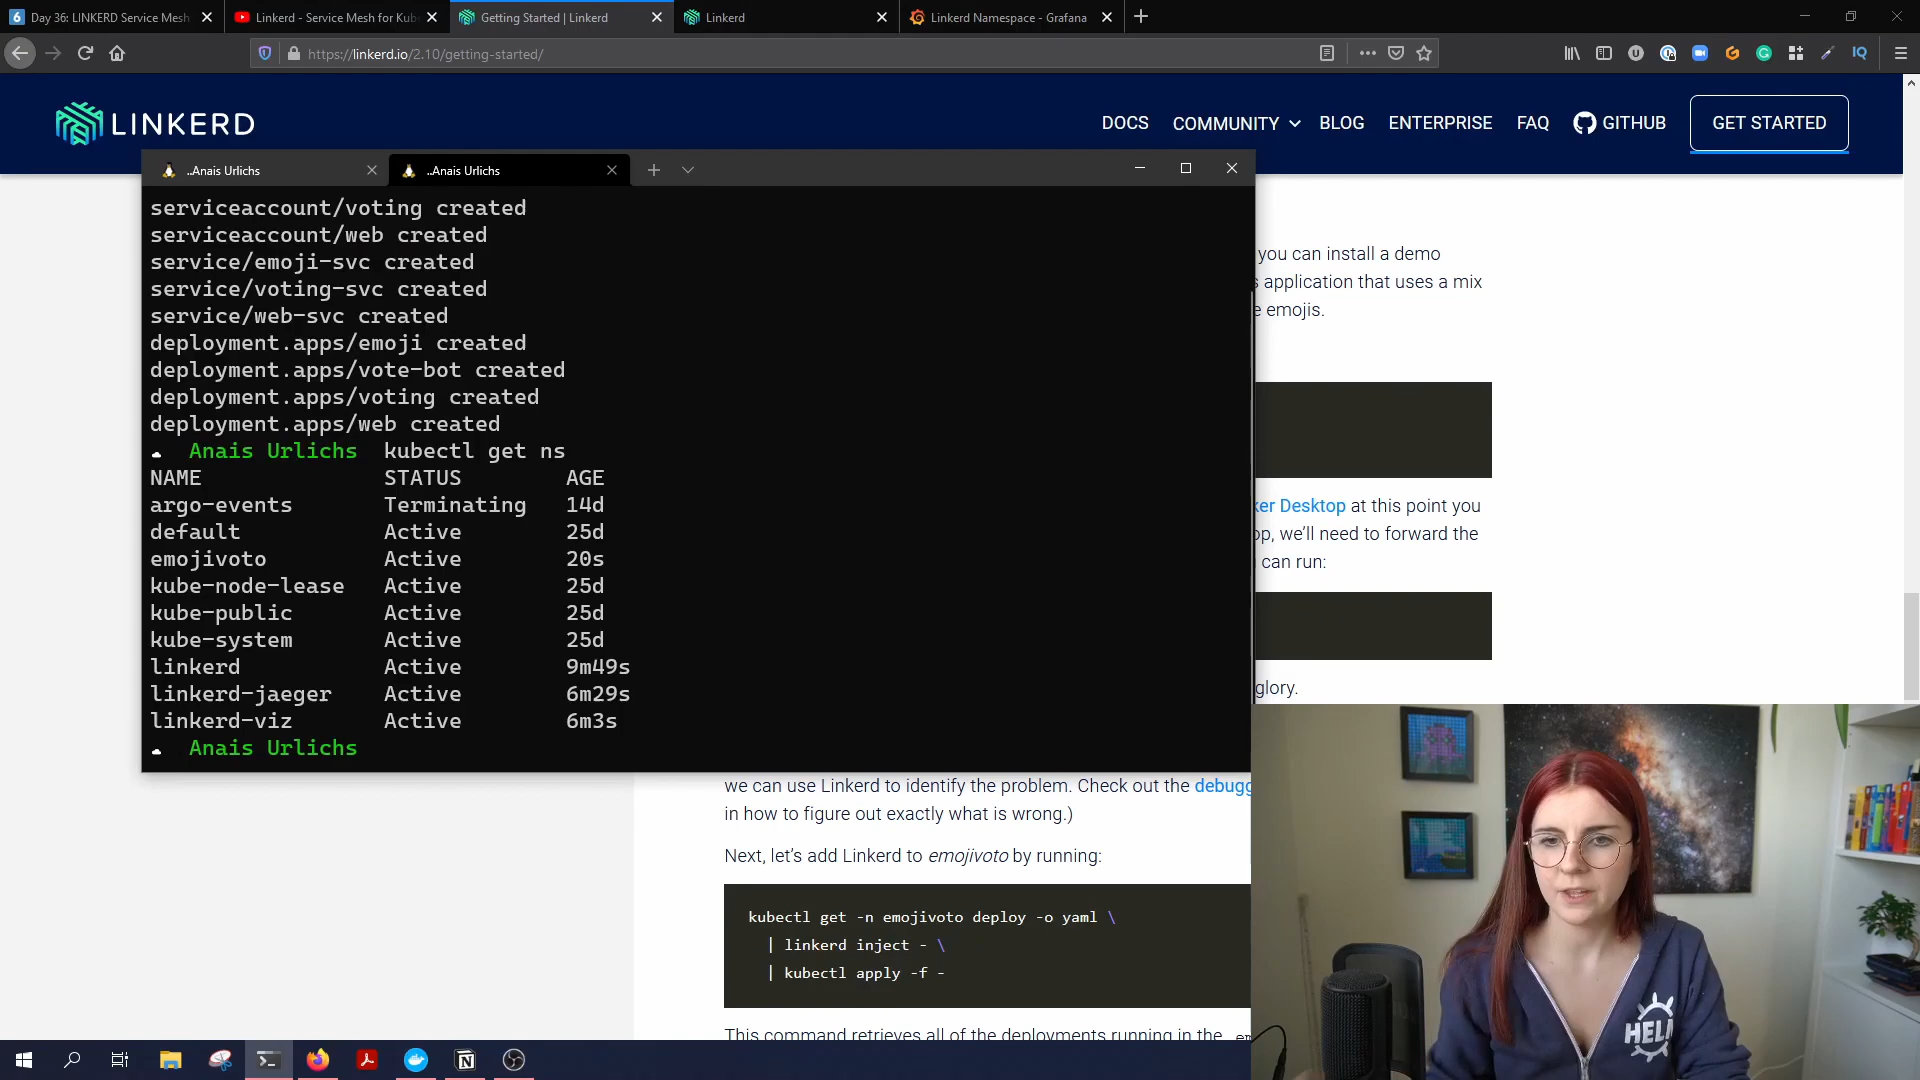 Day 36: LINKERD Service Mesh
Linkerd - Service Mesh for Kub
Getting Started | Linkerd
Linkerd
Linkerd Namespace - Grafana
https://linkerd.io/2.10/getting-started/
LINKERD
DOCS
COMMUNITY
BLOG
ENTERPRISE
FAQ
GITHUB
GET STARTED
..Anais Urlichs
..Anais Urlichs
serviceaccount/voting created
serviceaccount/web created
service/emoji-svc created
service/voting-svc created
service/web-svc created
deployment.apps/emoji created
deployment.apps/vote-bot created
deployment.apps/voting created
deployment.apps/web created
Anais Urlichs kubectl get ns
NAME STATUS AGE
argo-events Terminating 14d
default Active 25d
emojivoto Active 20s
kube-node-lease Active 25d
kube-public Active 25d
kube-system Active 25d
linkerd Active 9m49s
linkerd-jaeger Active 6m29s
linkerd-viz Active 6m3s
Anais Urlichs
you can install a demo
s application that uses a mix
e emojis.
ker Desktop at this point you
op, we'll need to forward the
can run:
glory.
we can use Linkerd to identify the problem. Check out the debugg
in how to figure out exactly what is wrong.)
Next, let's add Linkerd to emojivoto by running:
kubectl get -n emojivoto deploy -o yaml \
| linkerd inject - \
| kubectl apply -f -
This command retrieves all of the deployments running in the em
HELM